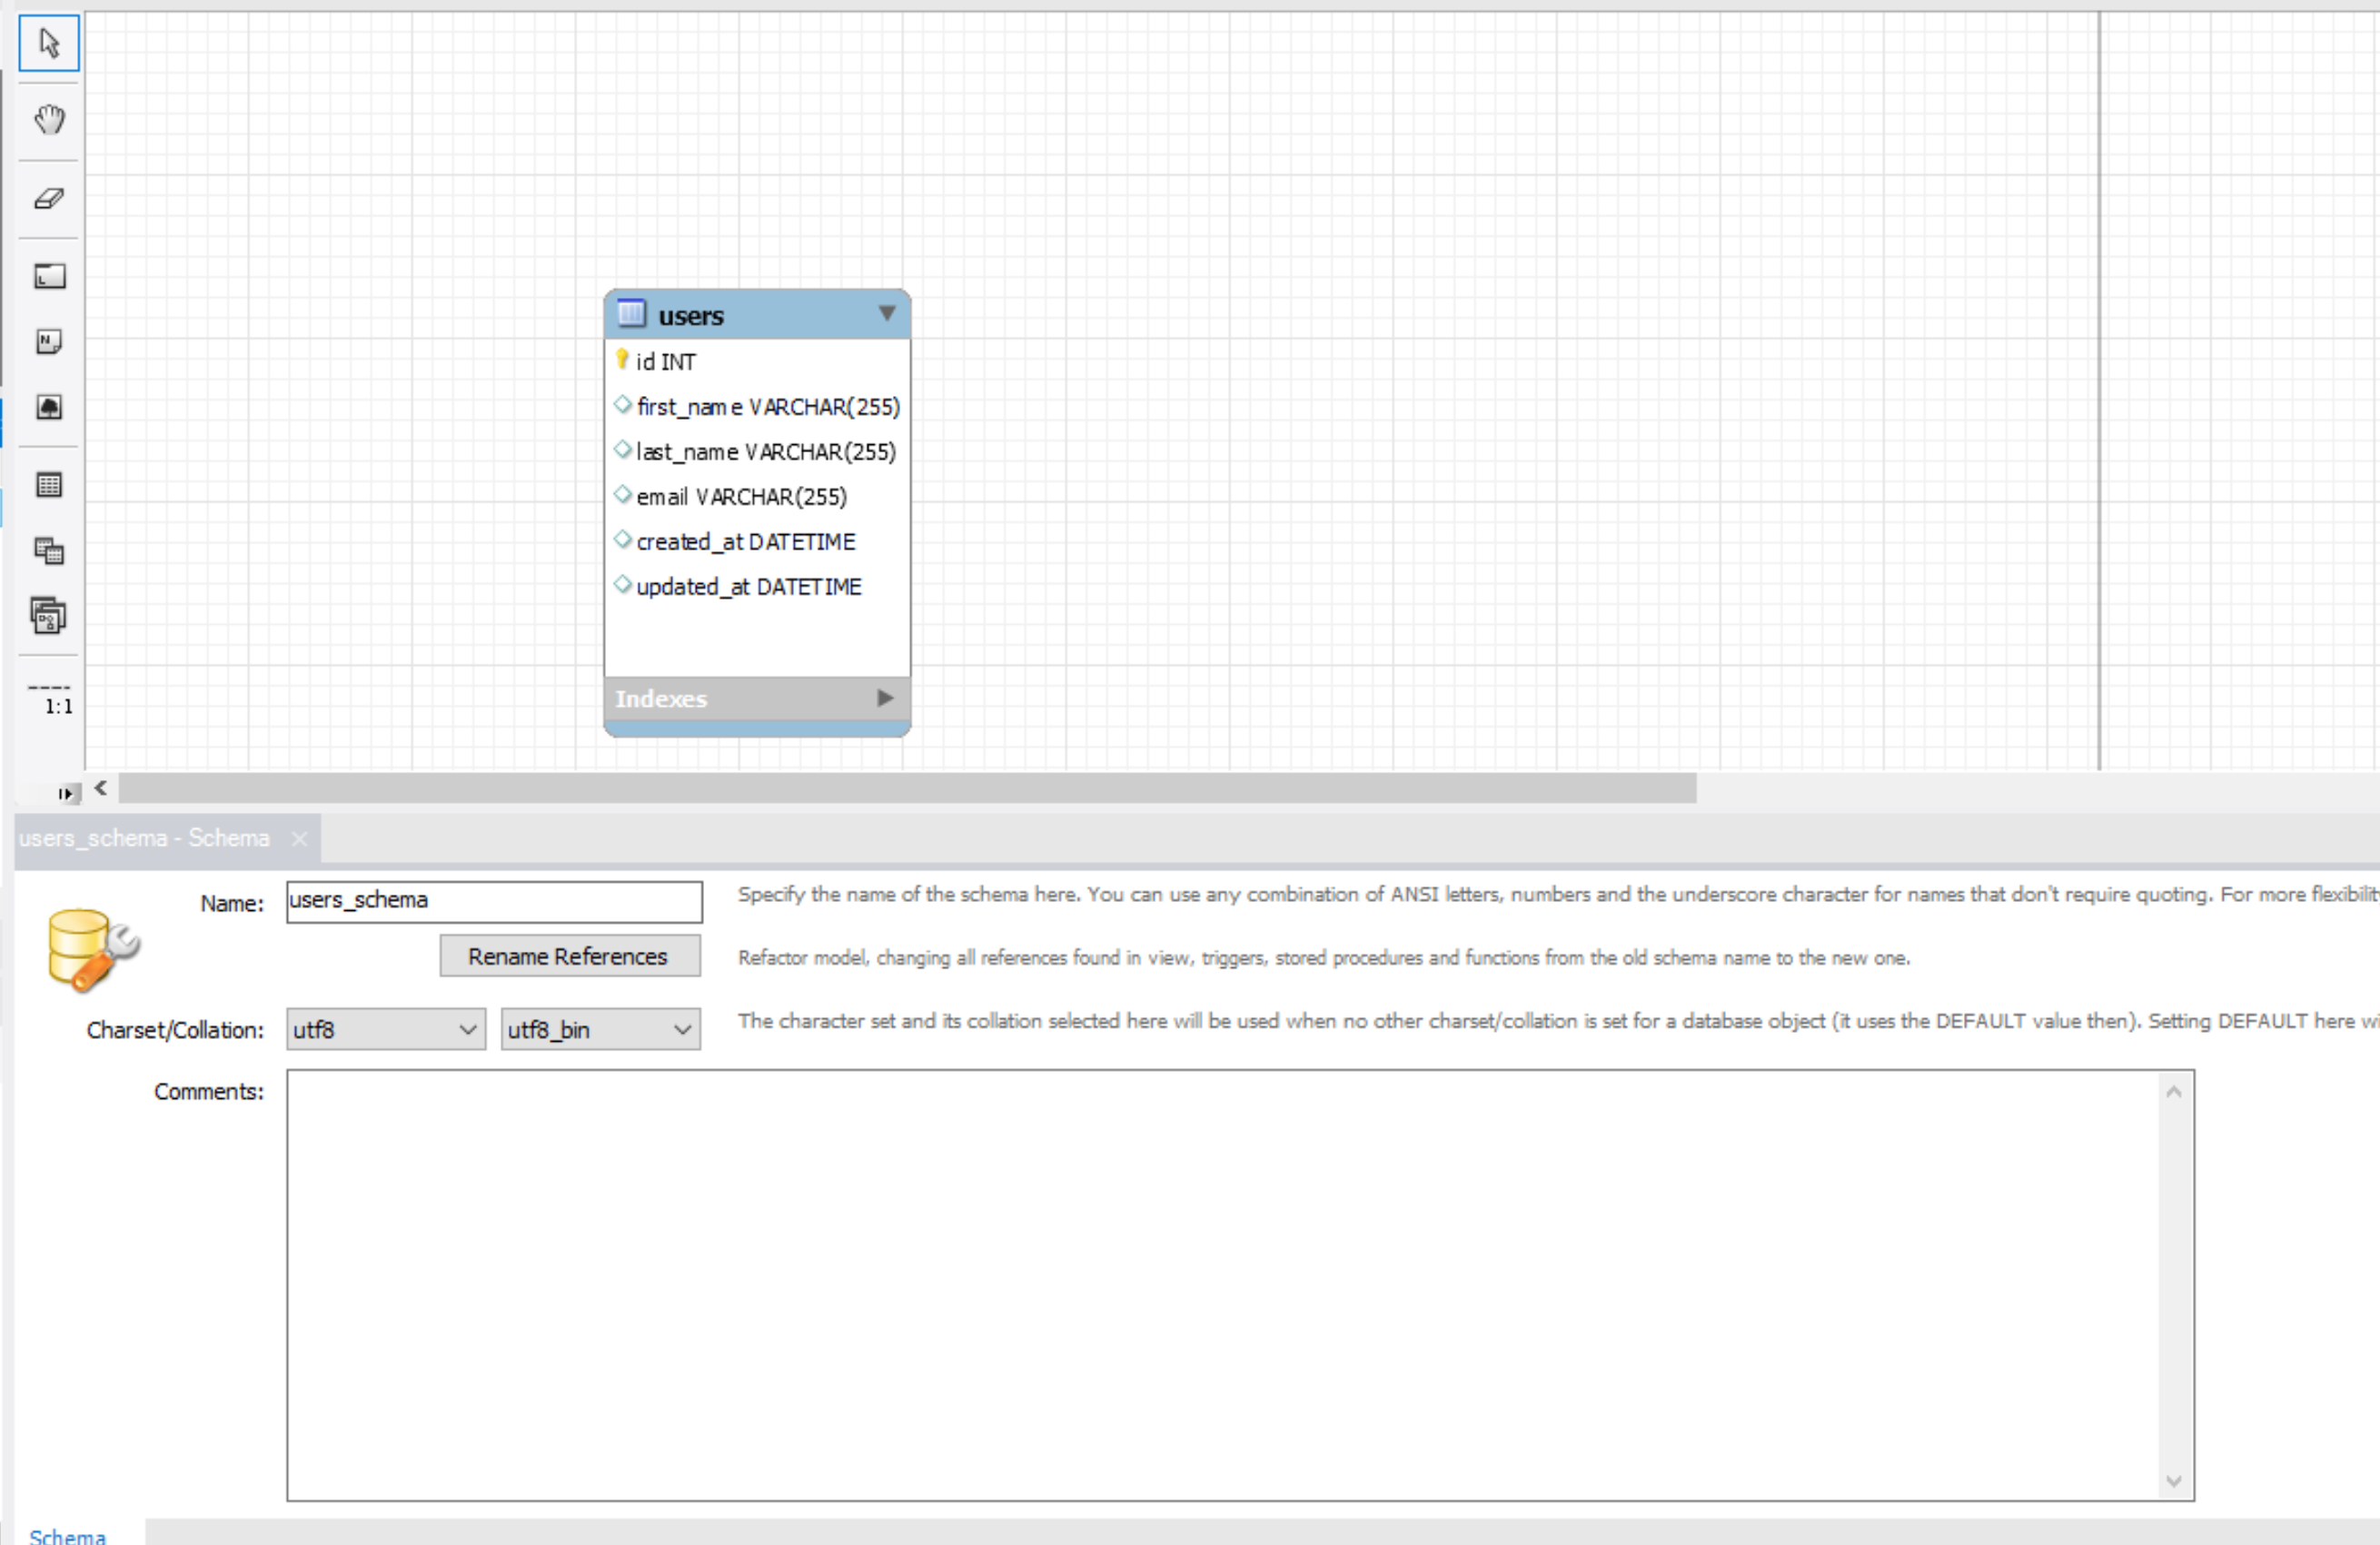 users
id INT
first_name VARCHAR(255)
last_name VARCHAR(255)
email VARCHAR(255)
created_at DATETIME
updated_at DATETIME
Indexes
1:1
users_schema - Schema
Name: users_schema
Specify the name of the schema here. You can use any combination of ANSI letters, numbers and the underscore character for names that don't require quoting. For more flexibilit
Rename References
Refactor model, changing all references found in view, triggers, stored procedures and functions from the old schema name to the new one.
Charset/Collation: utf8 utf8_bin
The character set and its collation selected here will be used when no other charset/collation is set for a database object (it uses the DEFAULT value then). Setting DEFAULT here wi
Comments:
Schema